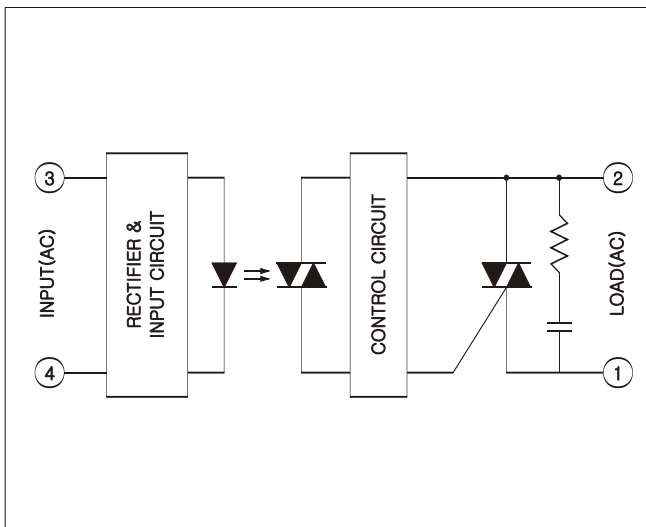 3
INPUT(AC)
4
RECTIFIER &
INPUT CIRCUIT
CONTROL CIRCUIT
2
LOAD(AC)
1